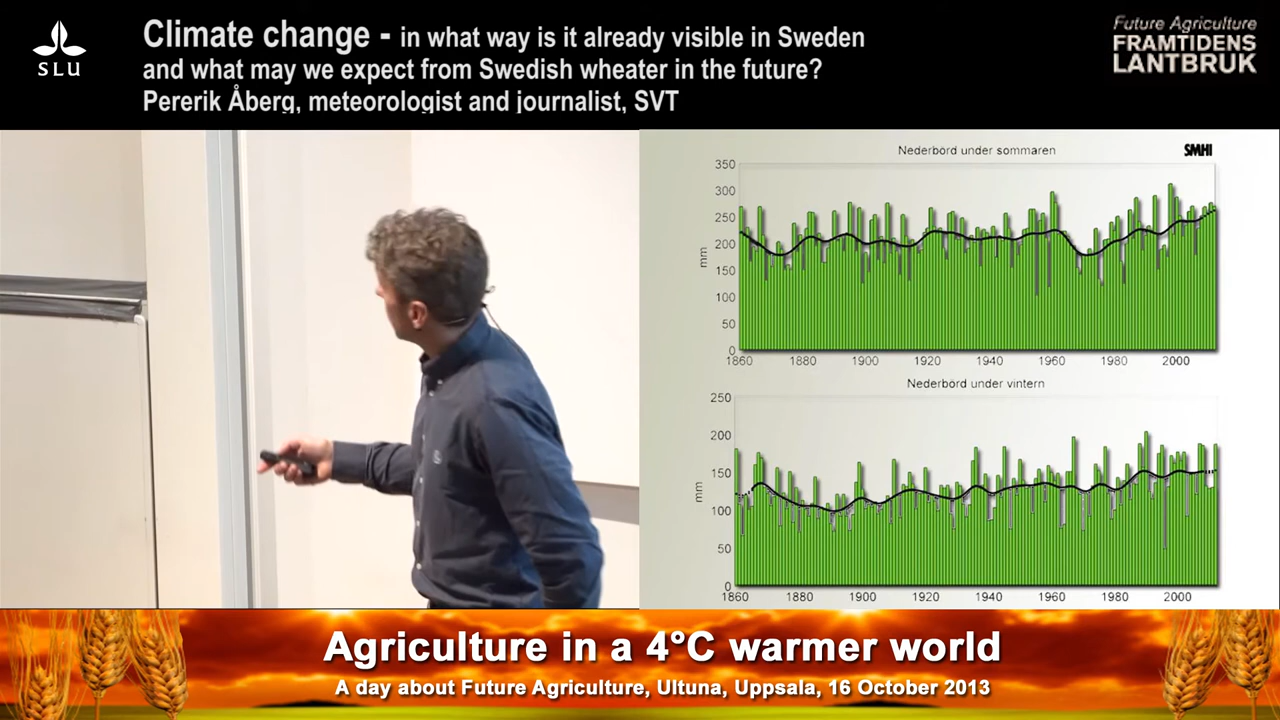 SLU
Climate change - in what way is it already visible in Sweden
and what may we expect from Swedish wheater in the future?
Pererik Åberg, meteorologist and journalist, SVT
Future Agriculture
FRAMTIDENS
LANTBRUK
Nederbörd under sommaren
SMHI
350
300
250
200
150
100
50
0
mm
1860 1880 1900 1920 1940 1960 1980 2000
Nederbörd under vintern
250
200
150
100
50
0
mm
1860 1880 1900 1920 1940 1960 1980 2000
Agriculture in a 4°C warmer world
A day about Future Agriculture, Ultuna, Uppsala, 16 October 2013